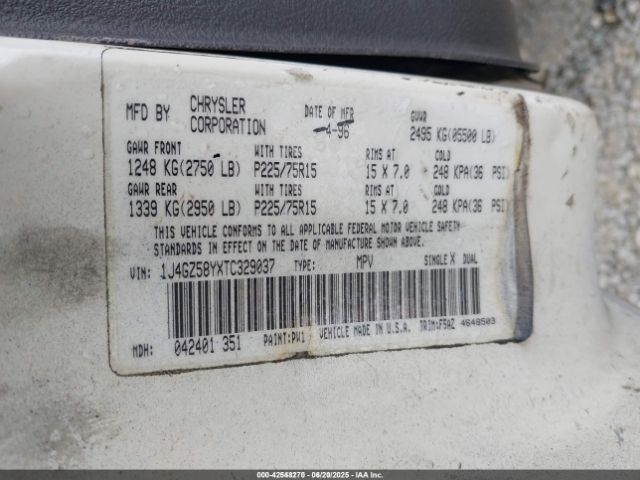 MFD BY CHRYSLER CORPORATION DATE OF MFR 4-96 GVWR 2495 KG(05500 LB)
GAWR FRONT WITH TIRES RIMS AT COLD
1248 KG(2750 LB) P225/75R15 15 X 7.0 248 KPA(36 PSI)
GAWR REAR WITH TIRES RIMS AT COLD
1339 KG(2950 LB) P225/75R15 15 X 7.0 248 KPA(36 PSI)
THIS VEHICLE CONFORMS TO ALL APPLICABLE FEDERAL MOTOR VEHICLE SAFETY
STANDARDS IN EFFECT ON THE DATE OF MANUFACTURE SHOWN ABOVE.
VIN: 1J4GZ58YXTC329037 TYPE: MPV SINGLE X DUAL
MDH: 042401 351 PAINT:PW1 VEHICLE MADE IN U.S.A. TRIM:F5AZ 4648503
000-42548270 - 06/20/2025 - IAA Inc.